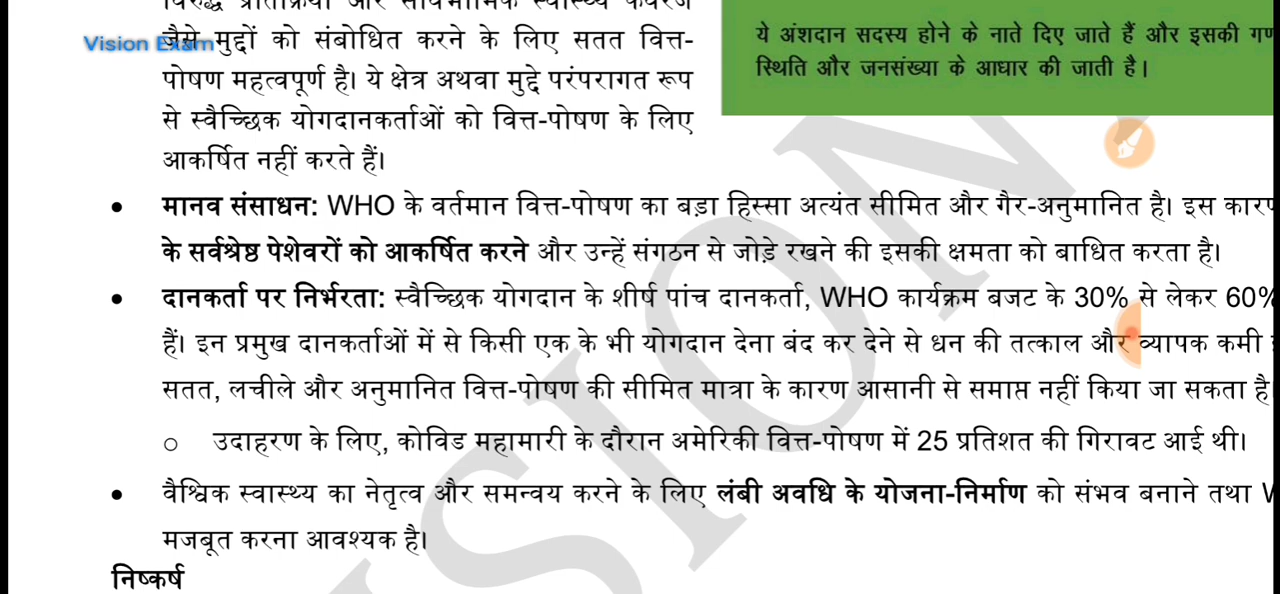 Vision Exam
जैसे मुद्दों को संबोधित करने के लिए सतत वित्त-
पोषण महत्वपूर्ण है। ये क्षेत्र अथवा मुद्दे परंपरागत रूप
से स्वैच्छिक योगदानकर्ताओं को वित्त-पोषण के लिए
आकर्षित नहीं करते हैं।
ये अंशदान सदस्य होने के नाते दिए जाते हैं और इसकी
स्थिति और जनसंख्या के आधार की जाती है।
• मानव संसाधन: WHO के वर्तमान वित्त-पोषण का बड़ा हिस्सा अत्यंत सीमित और गैर-अनुमानित है। इस
के सर्वश्रेष्ठ पेशेवरों को आकर्षित करने और उन्हें संगठन से जोड़े रखने की इसकी क्षमता को बाधित करता है।
• दानकर्ता पर निर्भरता: स्वैच्छिक योगदान के शीर्ष पांच दानकर्ता, WHO कार्यक्रम बजट के 30% से लेकर 60%
हैं। इन प्रमुख दानकर्ताओं में से किसी एक के भी योगदान देना बंद कर देने से धन की तत्काल और व्यापक कमी
सतत, लचीले और अनुमानित वित्त-पोषण की सीमित मात्रा के कारण आसानी से समाप्त नहीं किया जा सकता है
○ उदाहरण के लिए, कोविड महामारी के दौरान अमेरिकी वित्त-पोषण में 25 प्रतिशत की गिरावट आई थी।
• वैश्विक स्वास्थ्य का नेतृत्व और समन्वय करने के लिए लंबी अवधि के योजना-निर्माण को संभव बनाने तथा
मजबूत करना आवश्यक है।
निष्कर्ष